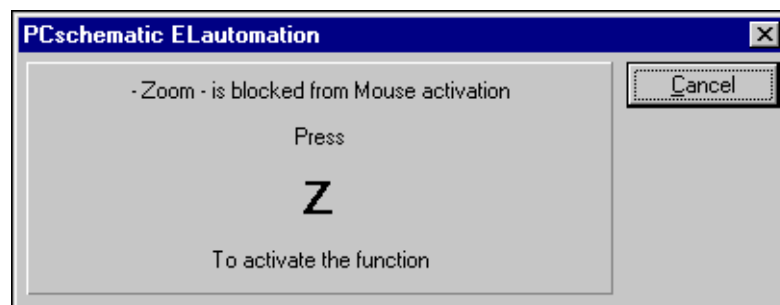 PCschematic ELautomation
- Zoom - is blocked from Mouse activation
Cancel
Press
Z
To activate the function